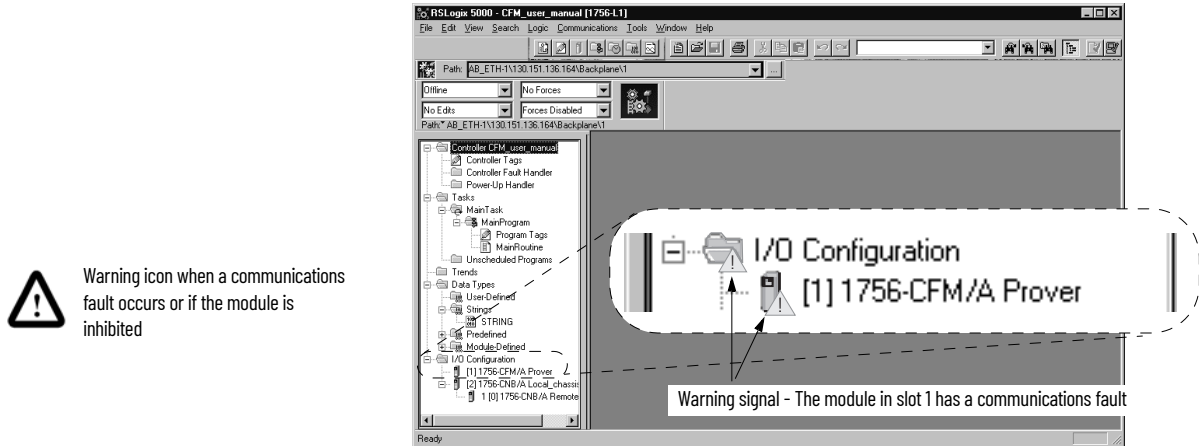 RSLogix 5000 - CFM_user_manual [1756-L1]
File Edit View Search Logic Communications Tools Window Help
Path: AB_ETH-1\130.151.136.164\Backplane\1
Offline
No Forces
No Edits
Forces Disabled
Path:* AB_ETH-1\130.151.136.164\Backplane\1
Controller CFM_user_manual
Controller Tags
Controller Fault Handler
Power-Up Handler
Tasks
MainTask
MainProgram
Program Tags
MainRoutine
Unscheduled Programs
Trends
Data Types
User-Defined
Strings
STRING
Predefined
Module-Defined
I/O Configuration
[1] 1756-CFM/A Prover
[2] 1756-CNB/A Local_chassis
1 [0] 1756-CNB/A Remote
Ready
Warning icon when a communications
fault occurs or if the module is
inhibited
I/O Configuration
[1] 1756-CFM/A Prover
Warning signal - The module in slot 1 has a communications fault